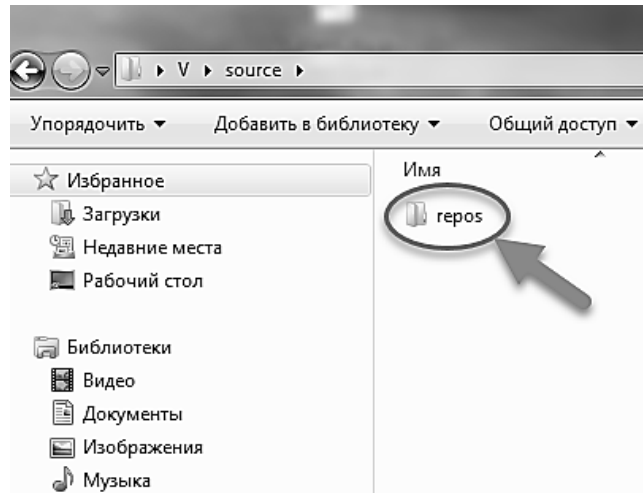 V source
Упорядочить Добавить в библиотеку Общий доступ
Избранное
Загрузки
Недавние места
Рабочий стол
Библиотеки
Видео
Документы
Изображения
Музыка
Имя
repos